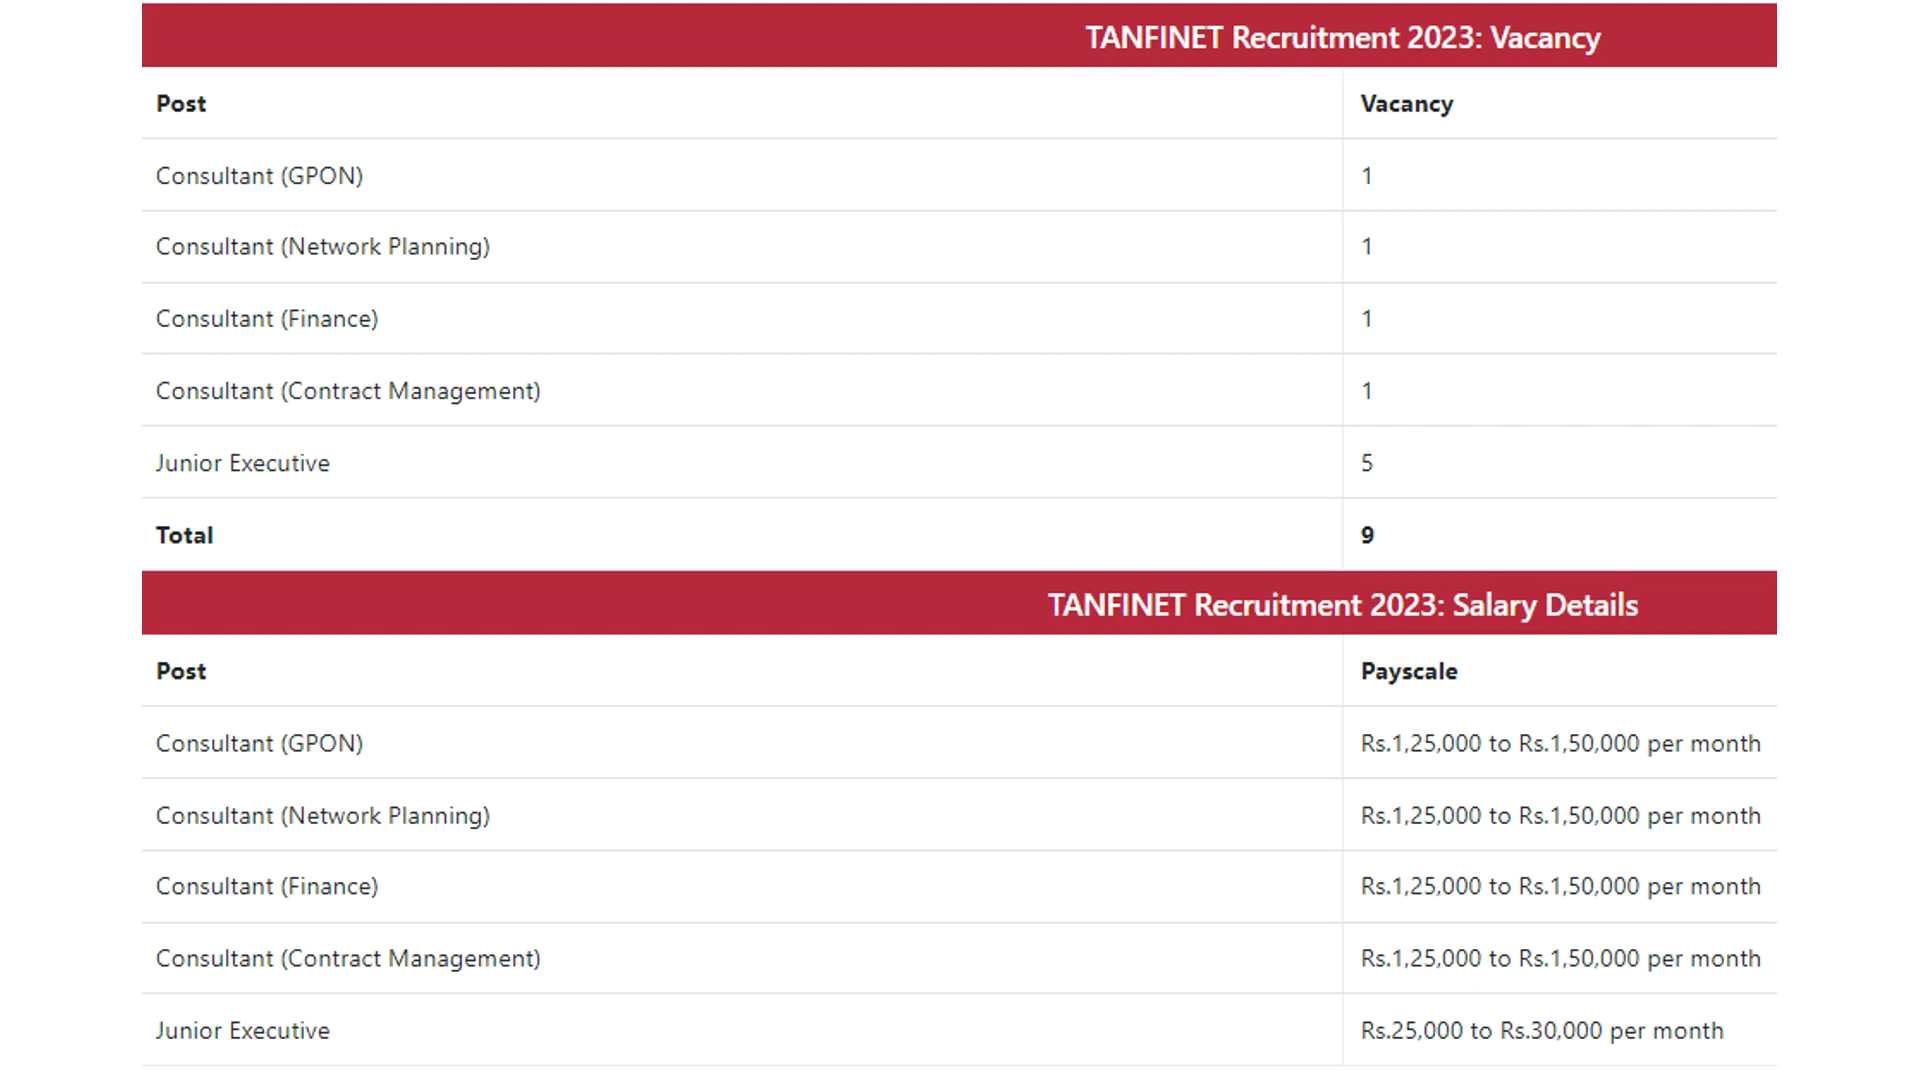 TANFINET Recruitment 2023: Vacancy
Post Vacancy
Consultant (GPON) 1
Consultant (Network Planning) 1
Consultant (Finance) 1
Consultant (Contract Management) 1
Junior Executive 5
Total 9
TANFINET Recruitment 2023: Salary Details
Post Payscale
Consultant (GPON) Rs.1,25,000 to Rs.1,50,000 per month
Consultant (Network Planning) Rs.1,25,000 to Rs.1,50,000 per month
Consultant (Finance) Rs.1,25,000 to Rs.1,50,000 per month
Consultant (Contract Management) Rs.1,25,000 to Rs.1,50,000 per month
Junior Executive Rs.25,000 to Rs.30,000 per month